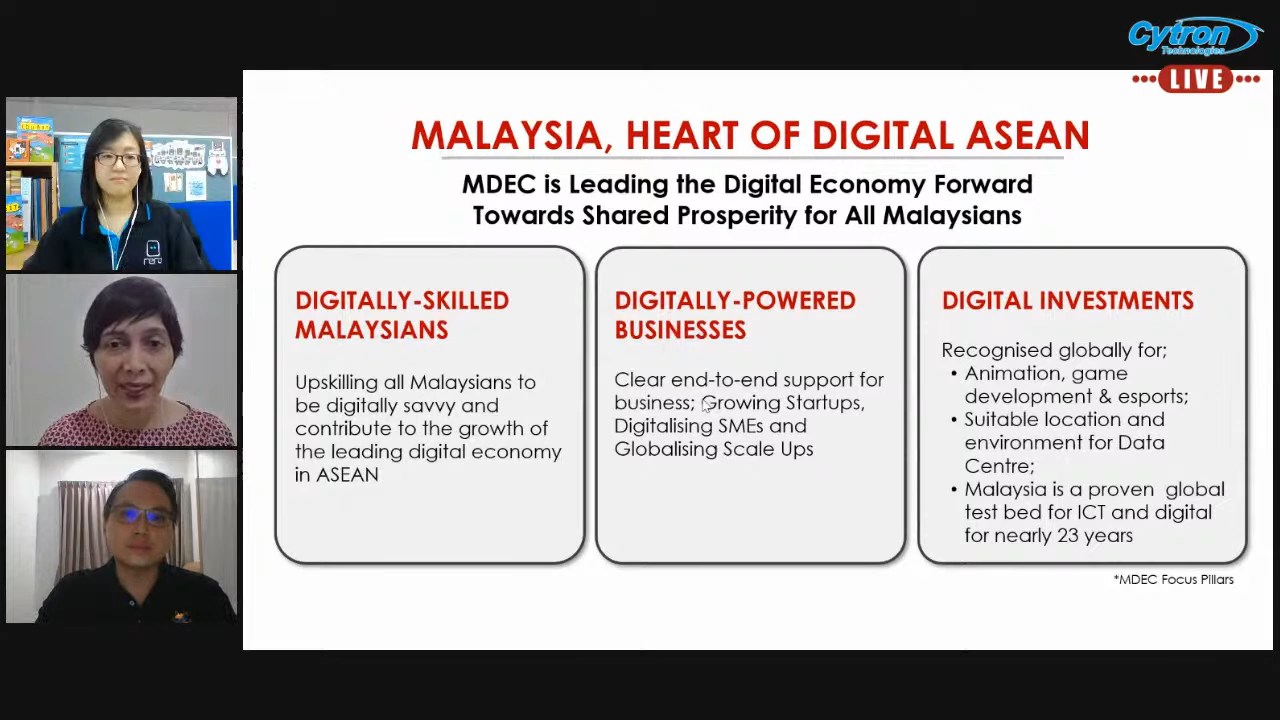 Cytron
Technologies
LIVE
MALAYSIA, HEART OF DIGITAL ASEAN
MDEC is Leading the Digital Economy Forward
Towards Shared Prosperity for All Malaysians
DIGITALLY-SKILLED
MALAYSIANS
Upskilling all Malaysians to
be digitally savvy and
contribute to the growth of
the leading digital economy
in ASEAN
DIGITALLY-POWERED
BUSINESSES
Clear end-to-end support for
business; Growing Startups,
Digitalising SMEs and
Globalising Scale Ups
DIGITAL INVESTMENTS
Recognised globally for;
• Animation, game
development & esports;
• Suitable location and
environment for Data
Centre;
• Malaysia is a proven global
test bed for ICT and digital
for nearly 23 years
*MDEC Focus Pillars
rero